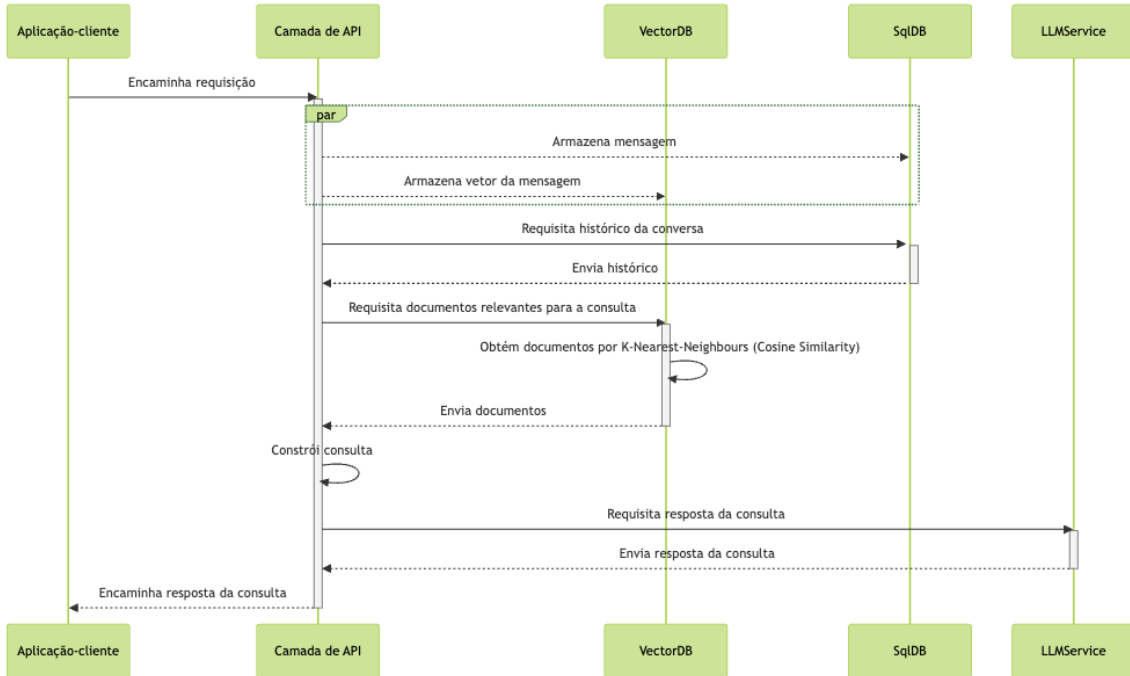 Aplicação-cliente
Camada de API
VectorDB
SqlDB
LLMService
Encaminha requisição
par
Armazena mensagem
Armazena vetor da mensagem
Requisita histórico da conversa
Envia histórico
Requisita documentos relevantes para a consulta
Obtém documentos por K-Nearest-Neighbours (Cosine Similarity)
Envia documentos
Constrói consulta
Requisita resposta da consulta
Envia resposta da consulta
Encaminha resposta da consulta
Aplicação-cliente
Camada de API
VectorDB
SqlDB
LLMService